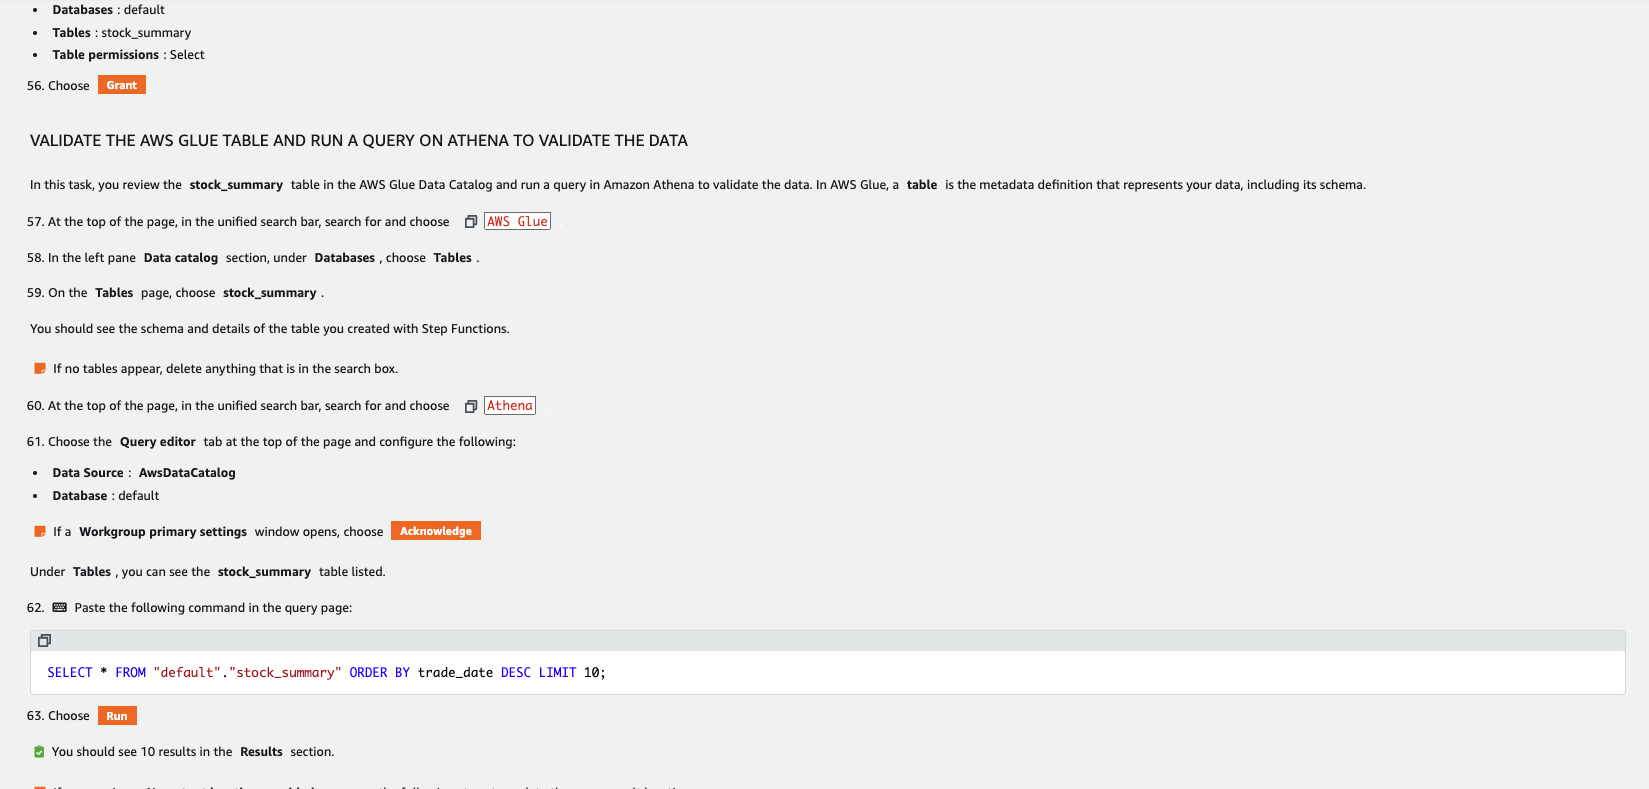 • Databases : default
• Tables : stock_summary
• Table permissions : Select
56. Choose Grant
VALIDATE THE AWS GLUE TABLE AND RUN A QUERY ON ATHENA TO VALIDATE THE DATA
In this task, you review the stock_summary table in the AWS Glue Data Catalog and run a query in Amazon Athena to validate the data. In AWS Glue, a table is the metadata definition that represents your data, including its schema.
57. At the top of the page, in the unified search bar, search for and choose AWS Glue
58. In the left pane Data catalog section, under Databases , choose Tables .
59. On the Tables page, choose stock_summary .
You should see the schema and details of the table you created with Step Functions.
If no tables appear, delete anything that is in the search box.
60. At the top of the page, in the unified search bar, search for and choose Athena
61. Choose the Query editor tab at the top of the page and configure the following:
• Data Source : AwsDataCatalog
• Database : default
If a Workgroup primary settings window opens, choose Acknowledge
Under Tables , you can see the stock_summary table listed.
62. Paste the following command in the query page:
SELECT * FROM "default"."stock_summary" ORDER BY trade_date DESC LIMIT 10;
63. Choose Run
You should see 10 results in the Results section.